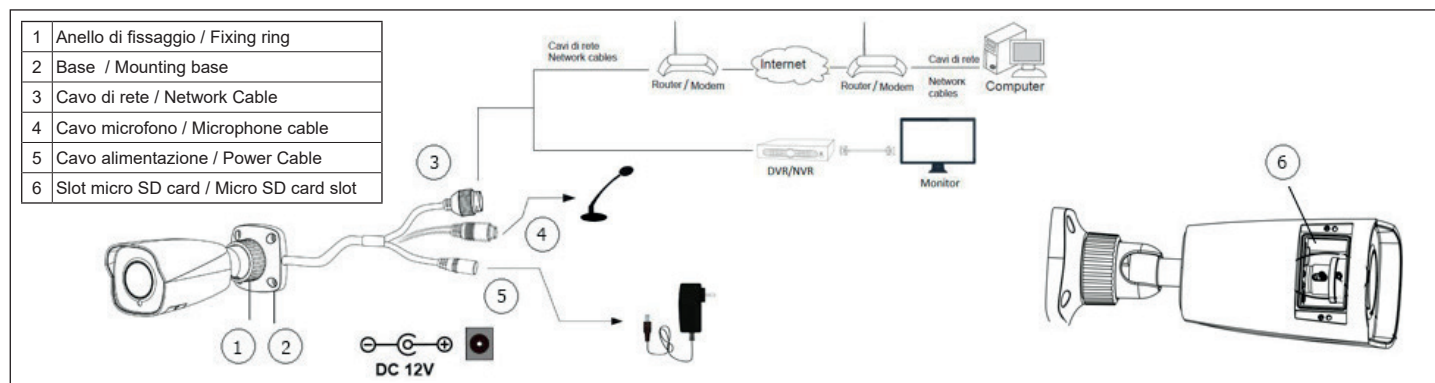 1 Anello di fissaggio / Fixing ring
2 Base / Mounting base
3 Cavo di rete / Network Cable
4 Cavo microfono / Microphone cable
5 Cavo alimentazione / Power Cable
6 Slot micro SD card / Micro SD card slot
Cavi di rete
Network cables
Router / Modem
Internet
Router / Modem
Cavi di rete
Network
cables
Computer
DVR/NVR
Monitor
3
4
5
1
2
DC 12V
6